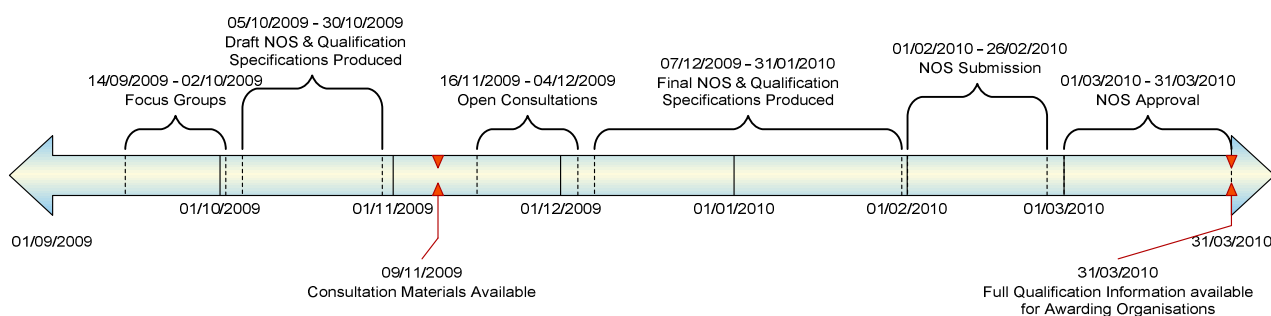 05/10/2009 - 30/10/2009
Draft NOS & Qualification
Specifications Produced
14/09/2009 - 02/10/2009
Focus Groups
16/11/2009 - 04/12/2009
Open Consultations
07/12/2009 - 31/01/2010
Final NOS & Qualification
Specifications Produced
01/02/2010 - 26/02/2010
NOS Submission
01/03/2010 - 31/03/2010
NOS Approval
01/10/2009
01/11/2009
01/12/2009
01/01/2010
01/02/2010
01/03/2010
01/09/2009
31/03/2010
09/11/2009
Consultation Materials Available
31/03/2010
Full Qualification Information available
for Awarding Organisations